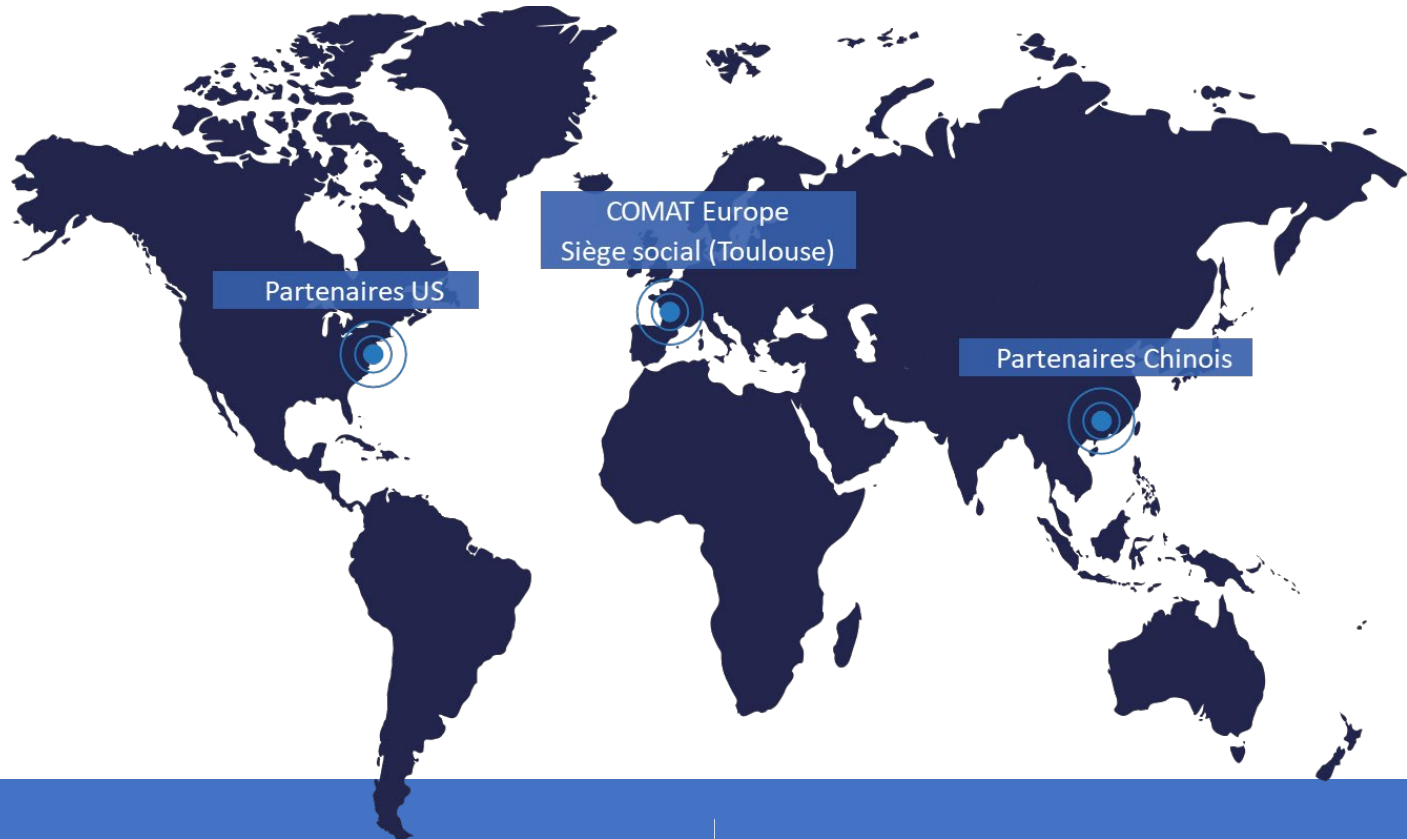 COMAT Europe
Siège social (Toulouse)
Partenaires US
Partenaires Chinois